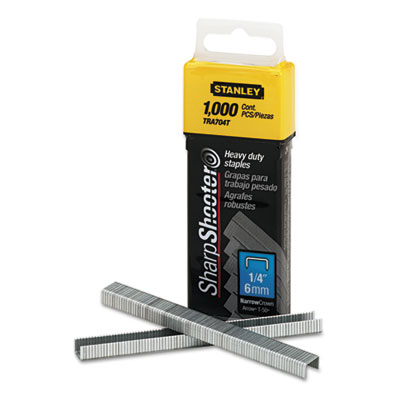 STANLEY
1,000 Cont.
PCS/Piezas
TRA704T
SharpShooter
Heavy duty
staples
Grapas para
trabajo pesado
Agrafes
robustes
1/4"
6mm
NarrowCrown
Arrow® T-50®